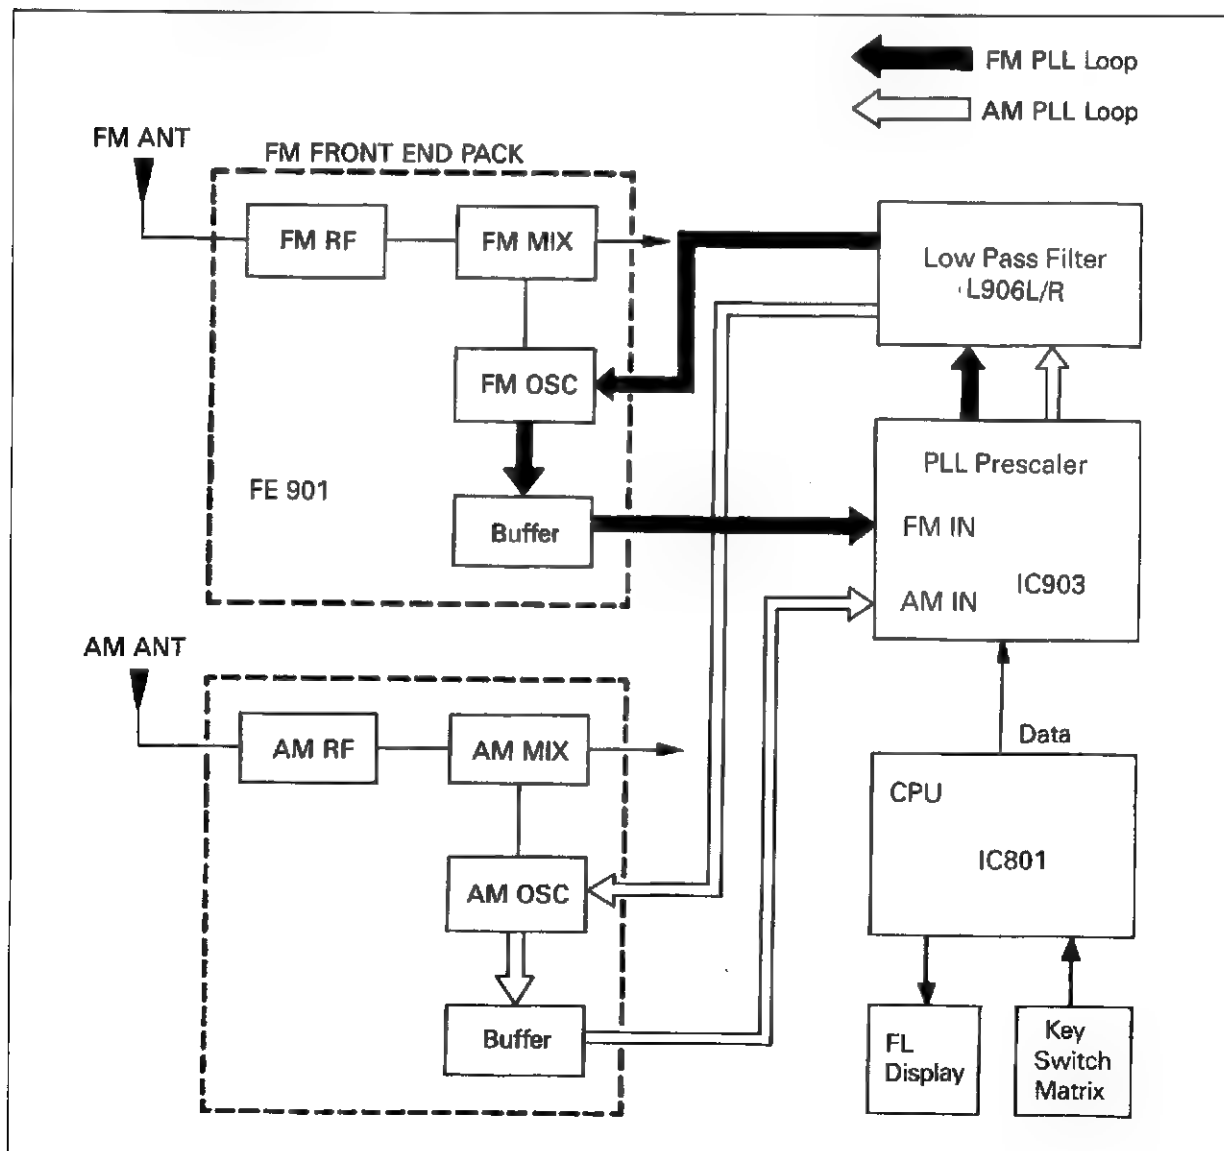 FM PLL Loop
AM PLL Loop
FM ANT
FM FRONT END PACK
FM RF
FM MIX
Low Pass Filter
L906L/R
FM OSC
PLL Prescaler
FE 901
Buffer
FM IN
IC903
AM IN
AM ANT
AM RF
AM MIX
Data
CPU
IC801
AM OSC
Buffer
FL
Display
Key
Switch
Matrix